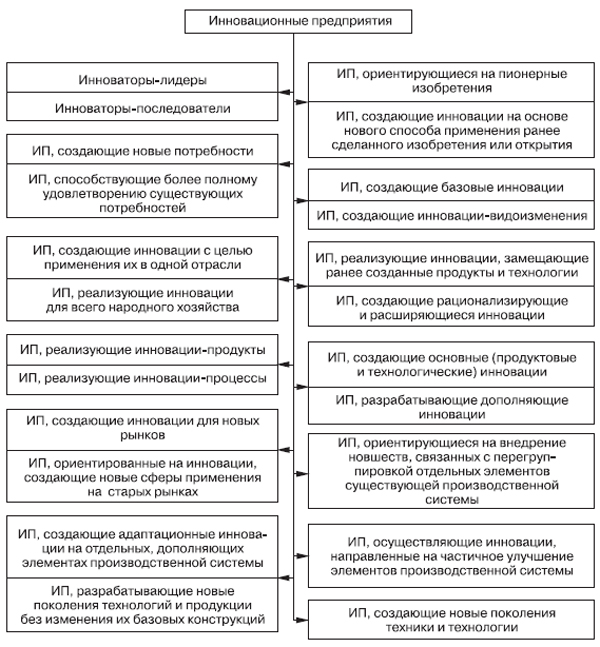 Инновационные предприятия
Инноваторы-лидеры
Инноваторы-последователи
ИП, создающие новые потребности
ИП, способствующие более полному
удовлетворению существующих
потребностей
ИП, создающие инновации с целью
применения их в одной отрасли
ИП, реализующие инновации
для всего народного хозяйства
ИП, реализующие инновации-продукты
ИП, реализующие инновации-процессы
ИП, создающие инновации для новых
рынков
ИП, ориентированные на инновации,
создающие новые сферы применения
на старых рынках
ИП, создающие адаптационные иннова-
ции на отдельных, дополняющих
элементах производственной системы
ИП, разрабатывающие новые
поколения технологий и продукции
без изменения их базовых конструкций
ИП, ориентирующиеся на пионерные
изобретения
ИП, создающие инновации на основе
нового способа применения ранее
сделанного изобретения или открытия
ИП, создающие базовые инновации
ИП, создающие инновации-видоизменения
ИП, реализующие инновации, замещающие
ранее созданные продукты и технологии
ИП, создающие рационализирующие
и расширяющиеся инновации
ИП, создающие основные (продуктовые
и технологические) инновации
ИП, разрабатывающие дополняющие
инновации
ИП, ориентирующиеся на внедрение
новшеств, связанных с перегруп-
пировкой отдельных элементов
существующей производственной
системы
ИП, осуществляющие инновации,
направленные на частичное улучшение
элементов производственной системы
ИП, создающие новые поколения
техники и технологии